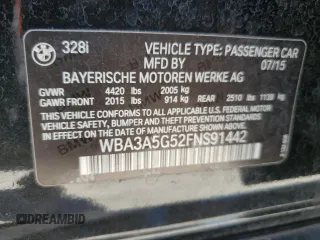 328i
VEHICLE TYPE: PASSENGER CAR
MFD BY 07/15
BAYERISCHE MOTOREN WERKE AG
GVWR 4420 lbs 2005 kg
GAWR FRONT 2015 lbs 914 kg REAR 2510 lbs 1138 kg
THIS VEHICLE CONFORMS TO ALL APPLICABLE U.S. FEDERAL MOTOR
VEHICLE SAFETY, BUMPER, AND THEFT PREVENTION STANDARDS
IN EFFECT ON THE DATE OF MANUFACTURE SHOWN ABOVE.
WBA3A5G52FNS91442
DREAMBID